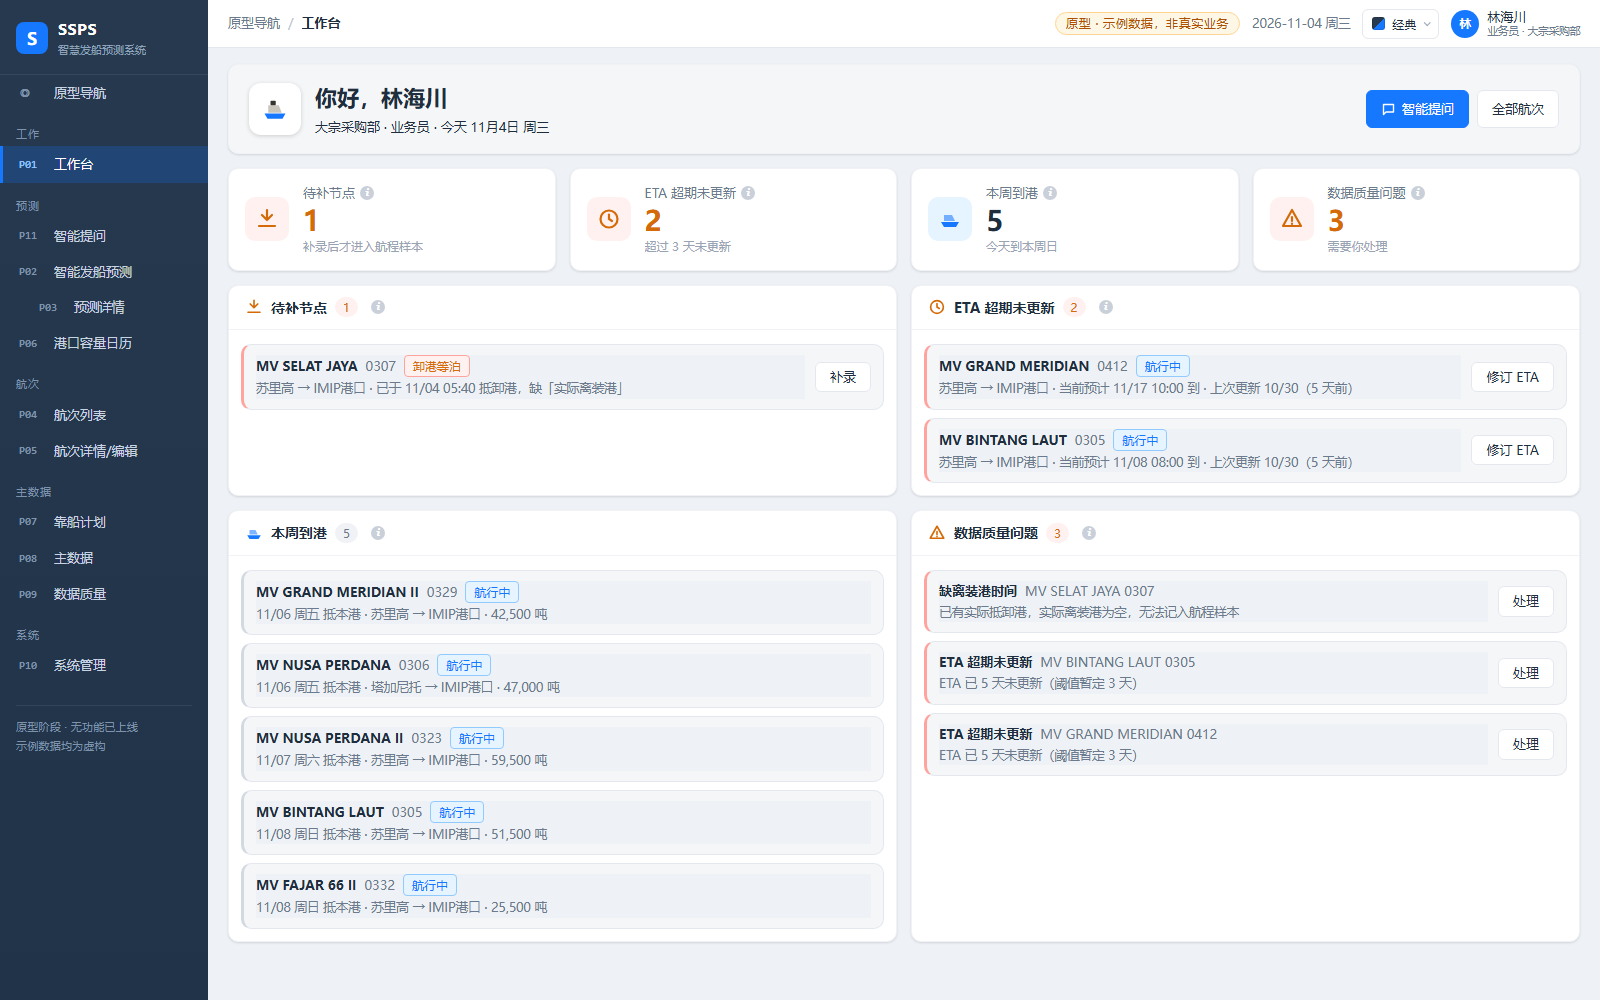 S
SSPS
智慧发船预测系统
原型导航
工作
P01 工作台
预测
P11 智能提问
P02 智能发船预测
P03 预测详情
P06 港口容量日历
航次
P04 航次列表
P05 航次详情/编辑
主数据
P07 靠船计划
P08 主数据
P09 数据质量
系统
P10 系统管理
原型阶段 · 无功能已上线
示例数据均为虚构
原型导航 / 工作台
原型 · 示例数据，非真实业务
2026-11-04 周三
经典
林
林海川
业务员 · 大宗采购部
你好，林海川
大宗采购部 · 业务员 · 今天 11月4日 周三
智能提问
全部航次
待补节点
1
补录后才进入航程样本
ETA 超期未更新
2
超过 3 天未更新
本周到港
5
今天到本周日
数据质量问题
3
需要你处理
待补节点 1
MV SELAT JAYA 0307 卸港等泊
苏里高 → IMIP港口 · 已于 11/04 05:40 抵卸港，缺「实际离装港」
补录
ETA 超期未更新 2
MV GRAND MERIDIAN 0412 航行中
苏里高 → IMIP港口 · 当前预计 11/17 10:00 到 · 上次更新 10/30（5 天前）
修订 ETA
MV BINTANG LAUT 0305 航行中
苏里高 → IMIP港口 · 当前预计 11/08 08:00 到 · 上次更新 10/30（5 天前）
修订 ETA
本周到港 5
MV GRAND MERIDIAN II 0329 航行中
11/06 周五 抵本港 · 苏里高 → IMIP港口 · 42,500 吨
MV NUSA PERDANA 0306 航行中
11/06 周五 抵本港 · 塔加尼托 → IMIP港口 · 47,000 吨
MV NUSA PERDANA II 0323 航行中
11/07 周六 抵本港 · 苏里高 → IMIP港口 · 59,500 吨
MV BINTANG LAUT 0305 航行中
11/08 周日 抵本港 · 苏里高 → IMIP港口 · 51,500 吨
MV FAJAR 66 II 0332 航行中
11/08 周日 抵本港 · 苏里高 → IMIP港口 · 25,500 吨
数据质量问题 3
缺离装港时间 MV SELAT JAYA 0307
已有实际抵卸港，实际离装港为空，无法记入航程样本
处理
ETA 超期未更新 MV BINTANG LAUT 0305
ETA 已 5 天未更新（阈值暂定 3 天）
处理
ETA 超期未更新 MV GRAND MERIDIAN 0412
ETA 已 5 天未更新（阈值暂定 3 天）
处理